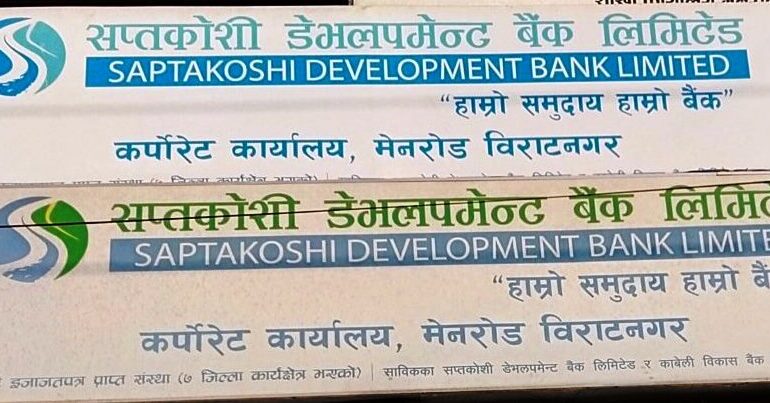 सप्तकोशी डेभलपमेन्ट बैंक लिमिटेड
SAPTAKOSHI DEVELOPMENT BANK LIMITED
“हाम्रो समुदाय हाम्रो बैंक”
कर्पोरेट कार्यालय, मेनरोड विराटनगर
सप्तकोशी डेभलपमेन्ट बैंक लिमि
SAPTAKOSHI DEVELOPMENT BANK LIMITE
“हाम्रो समुदाय हाम्रो बैं
कर्पोरेट कार्यालय, मेनरोड विराटनगर
इजाजतपत्र प्राप्त संस्था (७ जिल्ला कार्यक्षेत्र भएको) | साविकका सप्तकोशी डेभलपमेन्ट बैंक लिमिटेड र काबेली विकास बैंक